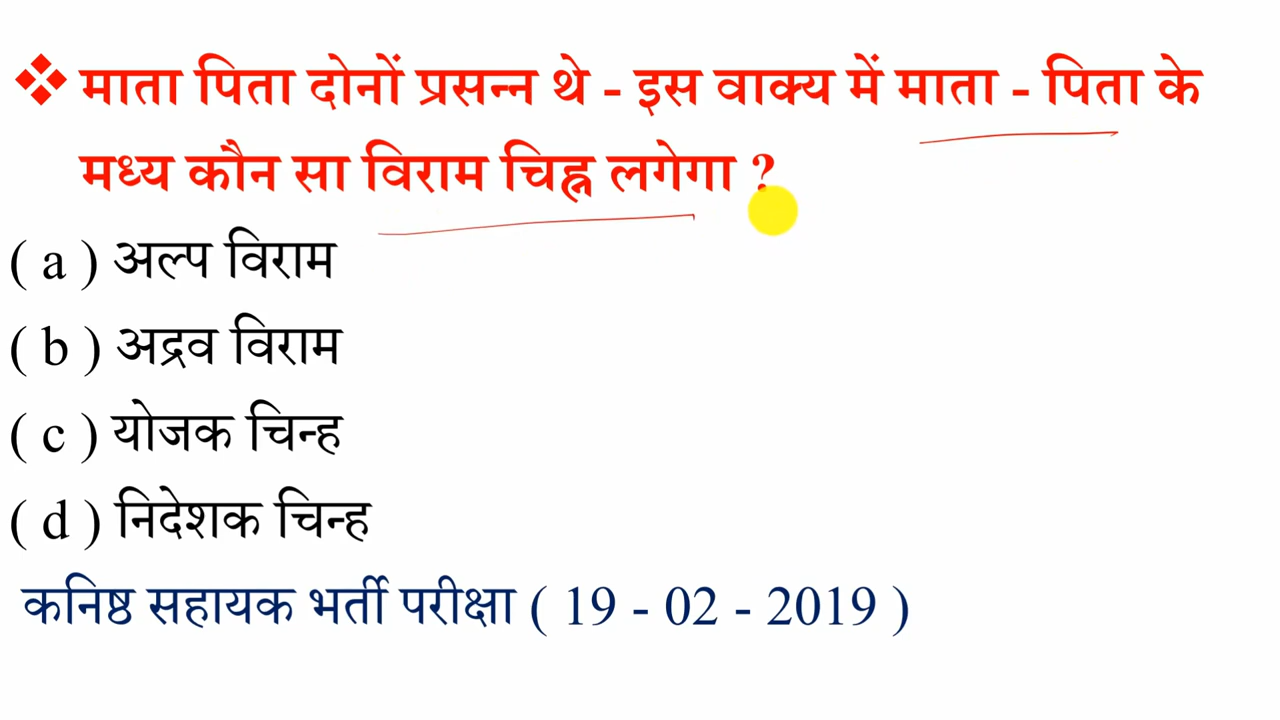 ❖ माता पिता दोनों प्रसन्न थे - इस वाक्य में माता - पिता के
मध्य कौन सा विराम चिह्न लगेगा ?
( a ) अल्प विराम
( b ) अद्रव विराम
( c ) योजक चिन्ह
( d ) निदेशक चिन्ह
कनिष्ठ सहायक भर्ती परीक्षा ( 19 - 02 - 2019 )